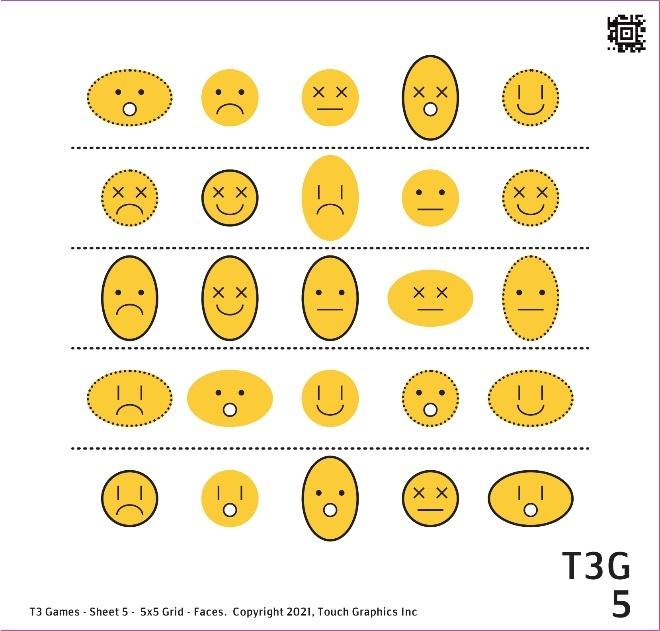 T3G
5
T3 Games - Sheet 5 - 5x5 Grid - Faces. Copyright 2021, Touch Graphics Inc